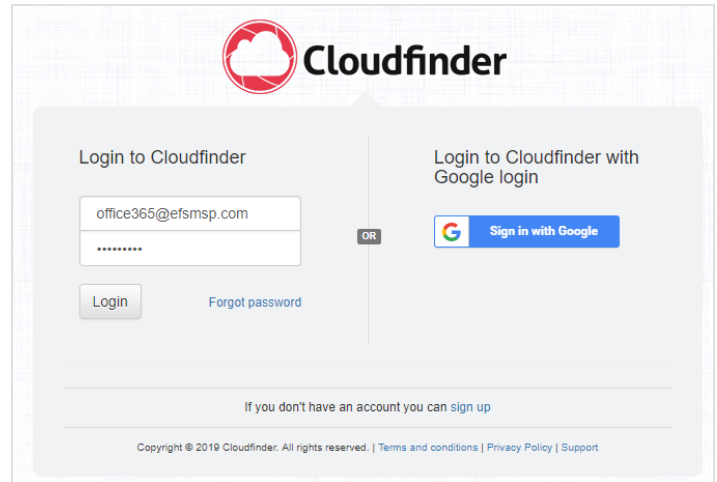 Cloudfinder
Login to Cloudfinder
office365@efsmsp.com
•••••••••
Login
Forgot password
OR
Login to Cloudfinder with
Google login
G
Sign in with Google
If you don't have an account you can sign up
Copyright © 2019 Cloudfinder. All rights reserved. | Terms and conditions | Privacy Policy | Support